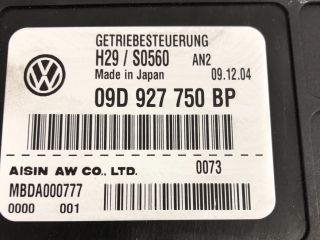 GETRIEBESTEUERUNG
H29 / S0560 AN2
Made in Japan 09.12.04
09D 927 750 BP
AISIN AW CO., LTD. 0073
MBDA000777
0000 001